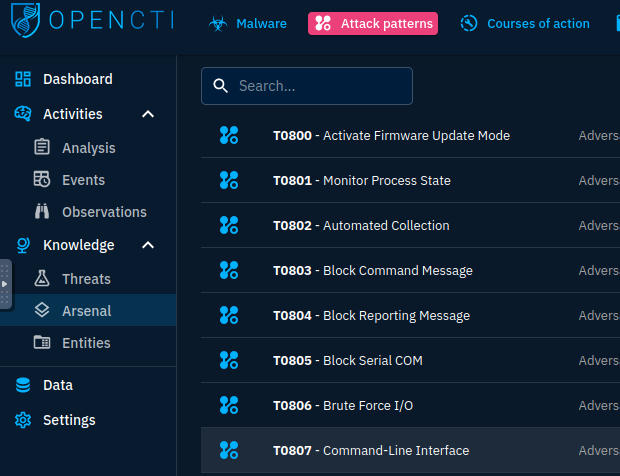 OPENCTI
Malware
Attack patterns
Courses of action
Dashboard
Activities
Analysis
Events
Observations
Knowledge
Threats
Arsenal
Entities
Data
Settings
Search...
T0800 - Activate Firmware Update Mode Advers
T0801 - Monitor Process State Advers
T0802 - Automated Collection Advers
T0803 - Block Command Message Advers
T0804 - Block Reporting Message Advers
T0805 - Block Serial COM Advers
T0806 - Brute Force I/O Advers
T0807 - Command-Line Interface Advers